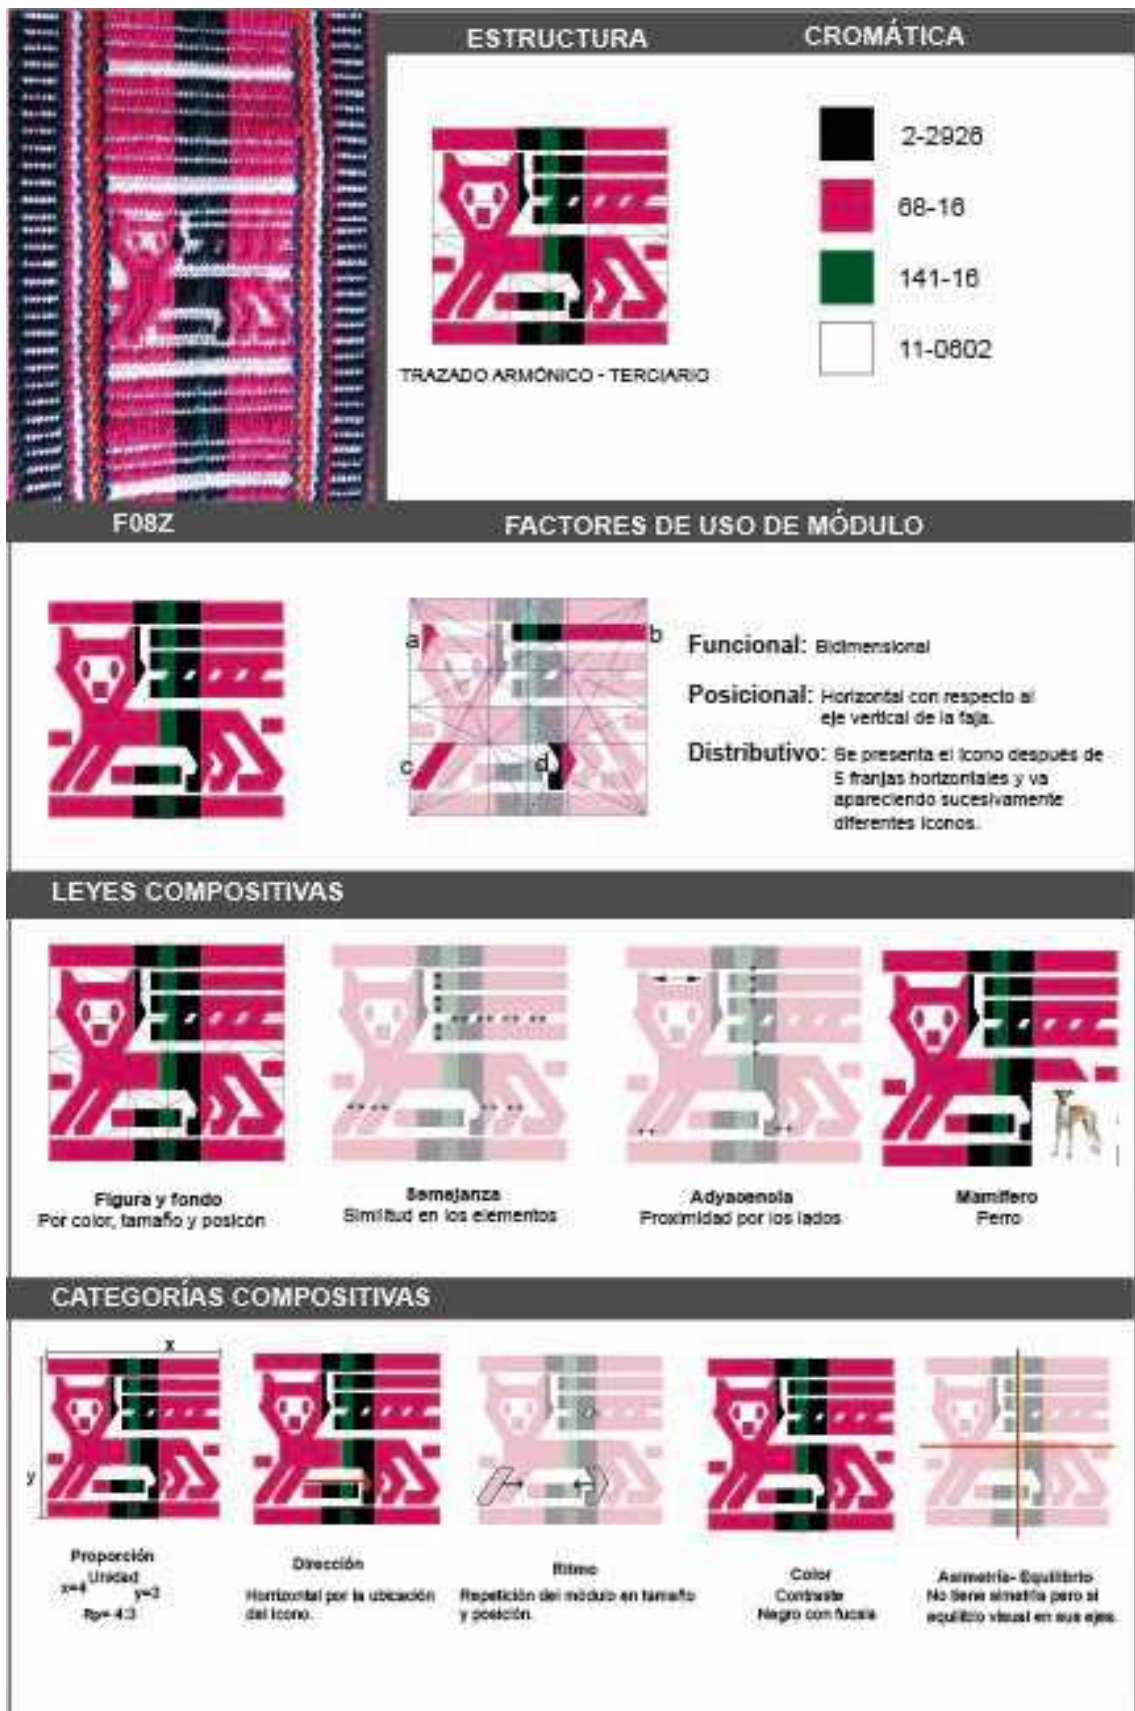 ESTRUCTURA
CROMÁTICA
2-2926
68-16
141-16
11-0602
TRAZADO ARMÓNICO - TERCIARIO
F08Z
FACTORES DE USO DE MÓDULO
a
b
c
d
Funcional: Bidimensional
Posicional: Horizontal con respecto al
eje vertical de la faja.
Distributivo: Se presenta el icono después de
5 franjas horizontales y va
apareciendo sucesivamente
diferentes iconos.
LEYES COMPOSITIVAS
Figura y fondo
Por color, tamaño y posicón
Semejanza
Similitud en los elementos
Adyacencia
Proximidad por los lados
Mamífero
Perro
CATEGORÍAS COMPOSITIVAS
x
y
Proporción
Unidad
x=4
y=3
Rp= 4:3
Dirección
Horizontal por la ubicación
del icono.
Ritmo
Repetición del módulo en tamaño
y posición.
Color
Contraste
Negro con fucsia
Asimetría- Equilibrio
No tiene simetría pero si
equilibrio visual en sus ejes.